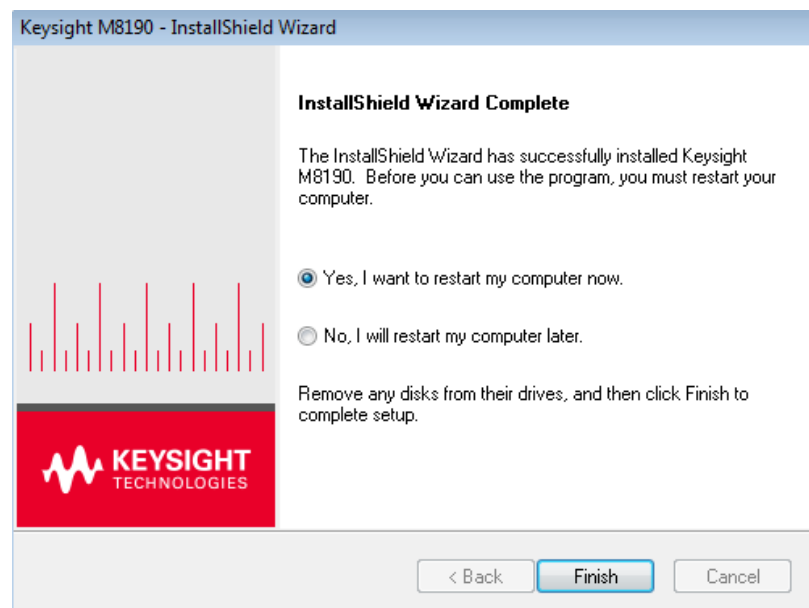 Keysight M8190 - InstallShield Wizard
InstallShield Wizard Complete
The InstallShield Wizard has successfully installed Keysight
M8190.  Before you can use the program, you must restart your
computer.
Yes, I want to restart my computer now.
No, I will restart my computer later.
Remove any disks from their drives, and then click Finish to
complete setup.
KEYSIGHT
TECHNOLOGIES
< Back
Finish
Cancel